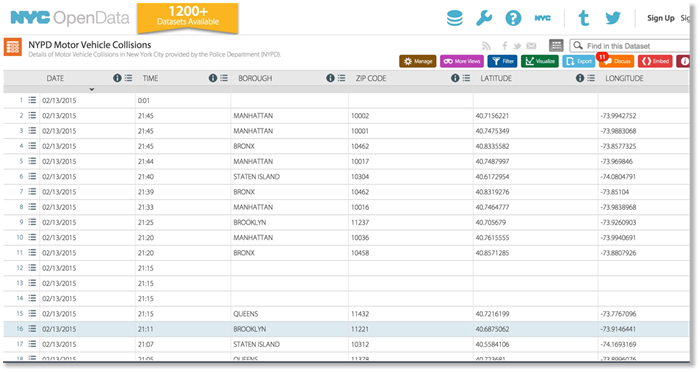 NYC OpenData
1200+
Datasets Available
NYC
Sign Up
NYPD Motor Vehicle Collisions
Details of Motor Vehicle Collisions in New York City provided by the Police Department (NYPD).
Find in this Dataset
Manage More Views Filter Visualize Export 11 Discuss Embed
DATE TIME BOROUGH ZIP CODE LATITUDE LONGITUDE
1 02/13/2015 0:01
2 02/13/2015 21:45 MANHATTAN 10002 40.7156221 -73.9942752
3 02/13/2015 21:45 MANHATTAN 10001 40.7475349 -73.9883068
4 02/13/2015 21:45 BRONX 10462 40.8335582 -73.8577325
5 02/13/2015 21:44 MANHATTAN 10017 40.7487997 -73.969846
6 02/13/2015 21:40 STATEN ISLAND 10304 40.6172954 -74.0804791
7 02/13/2015 21:39 BRONX 10462 40.8319276 -73.85104
8 02/13/2015 21:33 MANHATTAN 10016 40.7464777 -73.9838968
9 02/13/2015 21:25 BROOKLYN 11237 40.705679 -73.9260903
10 02/13/2015 21:20 MANHATTAN 10036 40.7615555 -73.9940691
11 02/13/2015 21:20 BRONX 10458 40.8571285 -73.8807926
12 02/13/2015 21:15
13 02/13/2015 21:15
14 02/13/2015 21:15
15 02/13/2015 21:15 QUEENS 11432 40.7216199 -73.7767096
16 02/13/2015 21:11 BROOKLYN 11221 40.6875062 -73.9146441
17 02/13/2015 21:07 STATEN ISLAND 10312 40.5584106 -74.1693169
18 02/13/2015 21:05 QUEENS 11378 40.723681 -73.8996076